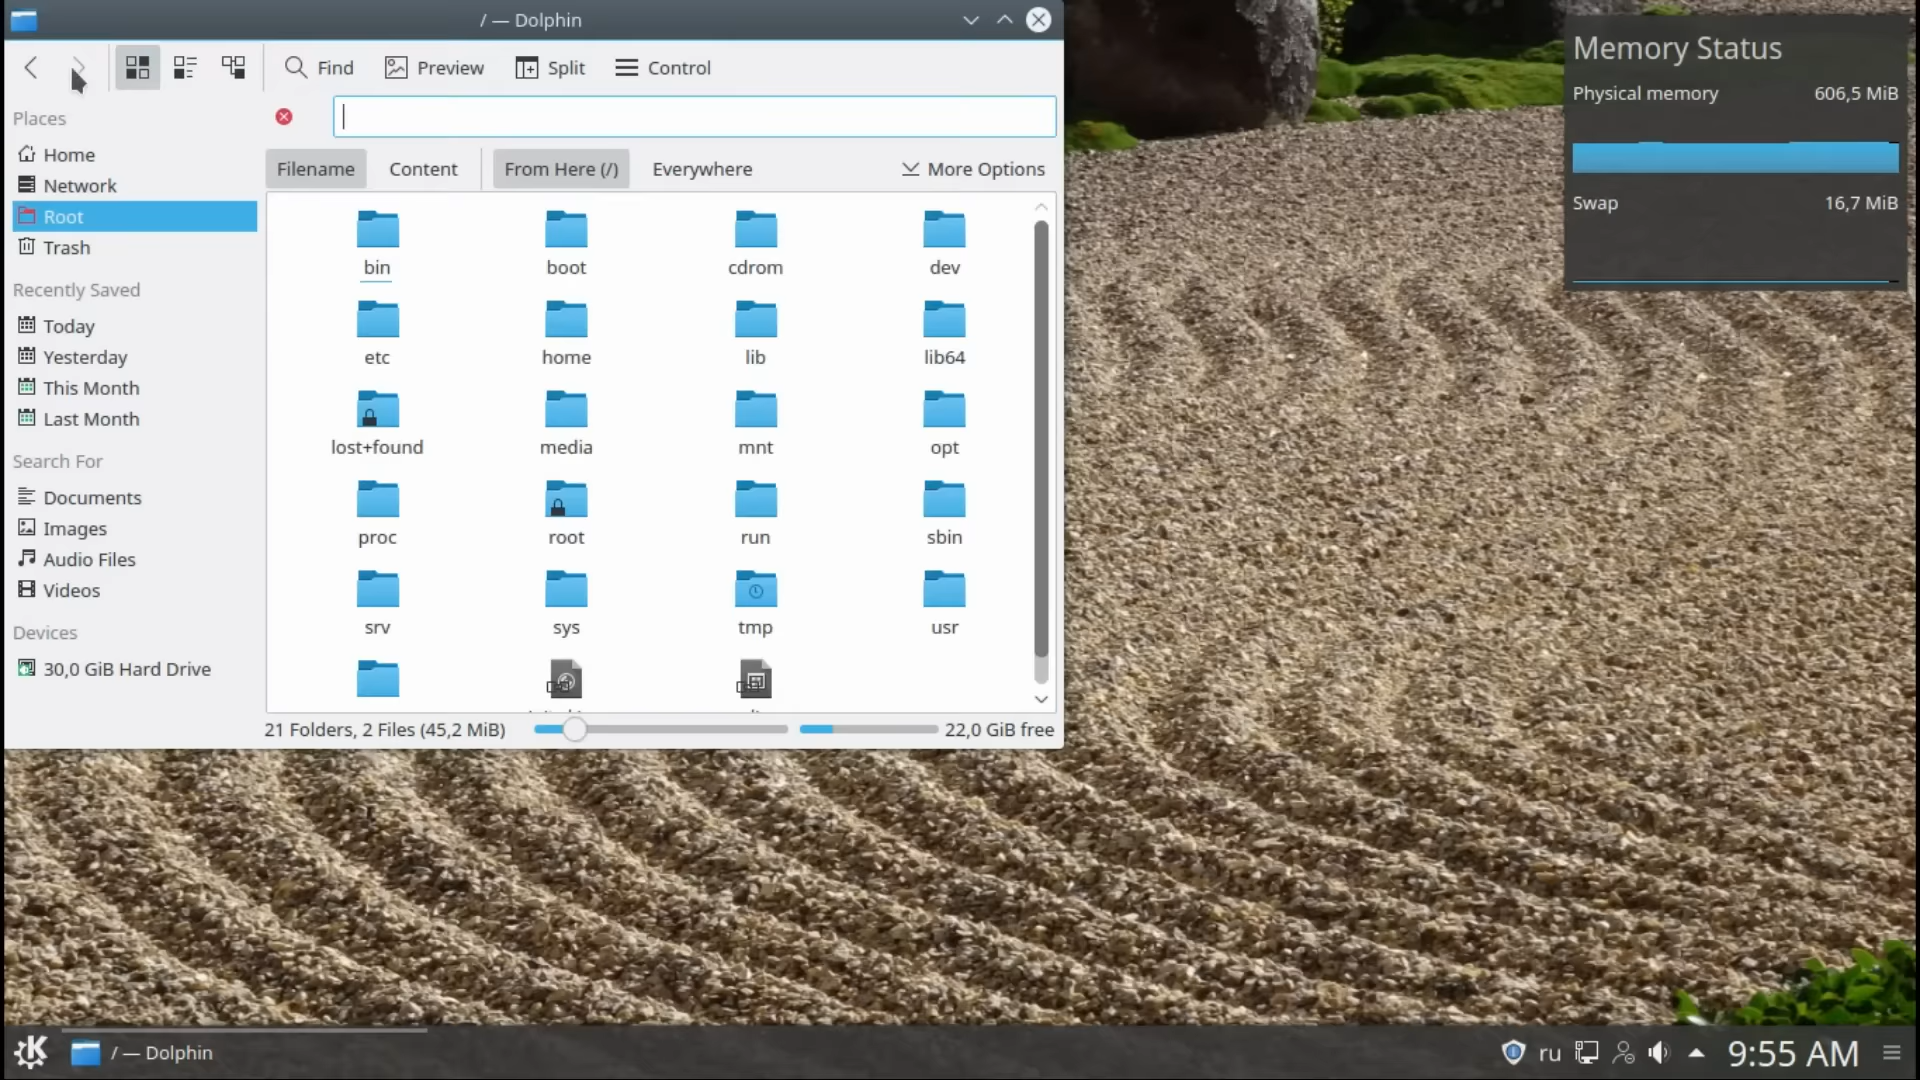 / — Dolphin
Find
Preview
Split
Control
Places
Home
Network
Root
Trash
Recently Saved
Today
Yesterday
This Month
Last Month
Search For
Documents
Images
Audio Files
Videos
Devices
30,0 GiB Hard Drive
Filename
Content
From Here (/)
Everywhere
More Options
bin
boot
cdrom
dev
etc
home
lib
lib64
lost+found
media
mnt
opt
proc
root
run
sbin
srv
sys
tmp
usr
21 Folders, 2 Files (45,2 MiB)
22,0 GiB free
Memory Status
Physical memory 606,5 MiB
Swap 16,7 MiB
/ — Dolphin
ru
9:55 AM